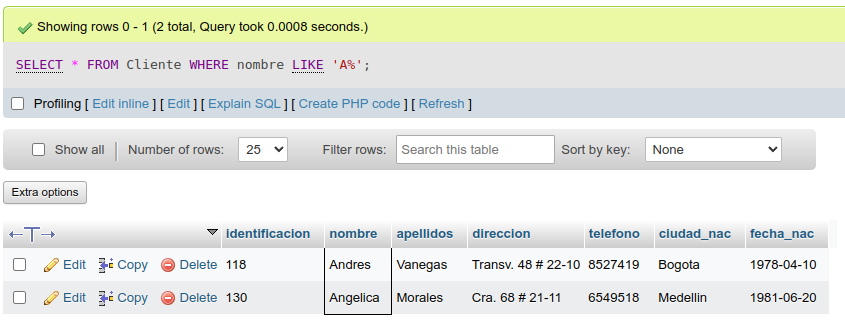 Showing rows 0 - 1 (2 total, Query took 0.0008 seconds.)
SELECT * FROM Cliente WHERE nombre LIKE 'A%';
Profiling [ Edit inline ] [ Edit ] [ Explain SQL ] [ Create PHP code ] [ Refresh ]
Show all Number of rows: 25 Filter rows: Search this table Sort by key: None
Extra options
←T→ identificacion nombre apellidos direccion telefono ciudad_nac fecha_nac
Edit Copy Delete 118 Andres Vanegas Transv. 48 # 22-10 8527419 Bogota 1978-04-10
Edit Copy Delete 130 Angelica Morales Cra. 68 # 21-11 6549518 Medellin 1981-06-20